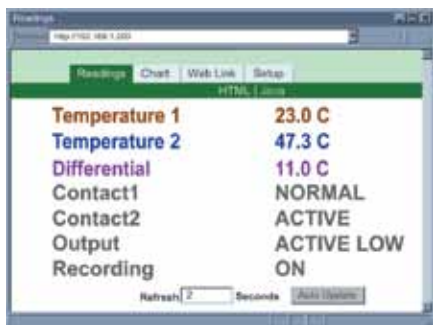 Readings
http://192.168.1.200
Readings Chart Web Link Setup
HTML | Java
Temperature 1 23.0 C
Temperature 2 47.3 C
Differential 11.0 C
Contact1 NORMAL
Contact2 ACTIVE
Output ACTIVE LOW
Recording ON
Refresh 2 Seconds Auto Update